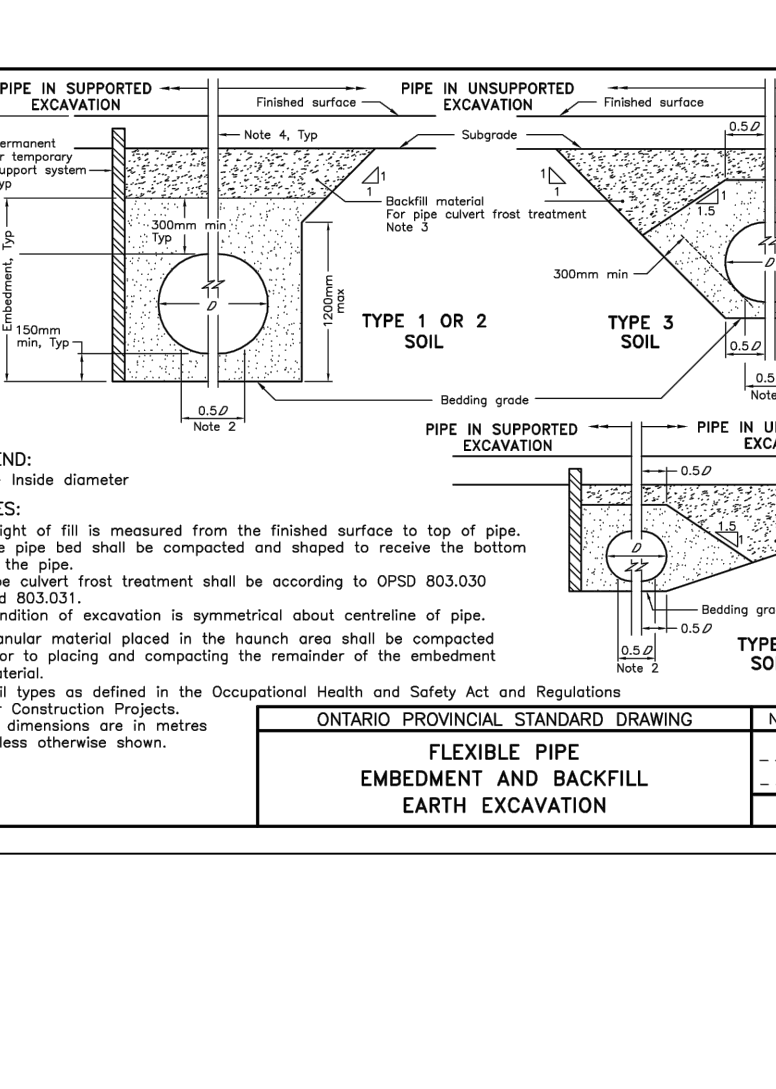 PIPE IN SUPPORTED
EXCAVATION
PIPE IN UNSUPPORTED
EXCAVATION
Finished surface
Finished surface
ermanent
r temporary
upport system
yp
Note 4, Typ
Subgrade
0.5D
1
1
1
1
1
1.5
Backfill material
For pipe culvert frost treatment
Note 3
300mm min
Typ
Embedment, Typ
300mm min
D
D
1200mm
max
150mm
min, Typ
TYPE 1 OR 2
SOIL
TYPE 3
SOIL
0.5D
0.5
Note
0.5D
Note 2
Bedding grade
PIPE IN SUPPORTED
EXCAVATION
PIPE IN U
EXCA
0.5D
1.5
1
D
Bedding gra
0.5D
0.5D
Note 2
TYPE
SO
END:
Inside diameter
ES:
ight of fill is measured from the finished surface to top of pipe.
e pipe bed shall be compacted and shaped to receive the bottom
the pipe.
pe culvert frost treatment shall be according to OPSD 803.030
d 803.031.
ndition of excavation is symmetrical about centreline of pipe.
anular material placed in the haunch area shall be compacted
or to placing and compacting the remainder of the embedment
aterial.
il types as defined in the Occupational Health and Safety Act and Regulations
r Construction Projects.
dimensions are in metres
less otherwise shown.
ONTARIO PROVINCIAL STANDARD DRAWING
N
FLEXIBLE PIPE
EMBEDMENT AND BACKFILL
EARTH EXCAVATION